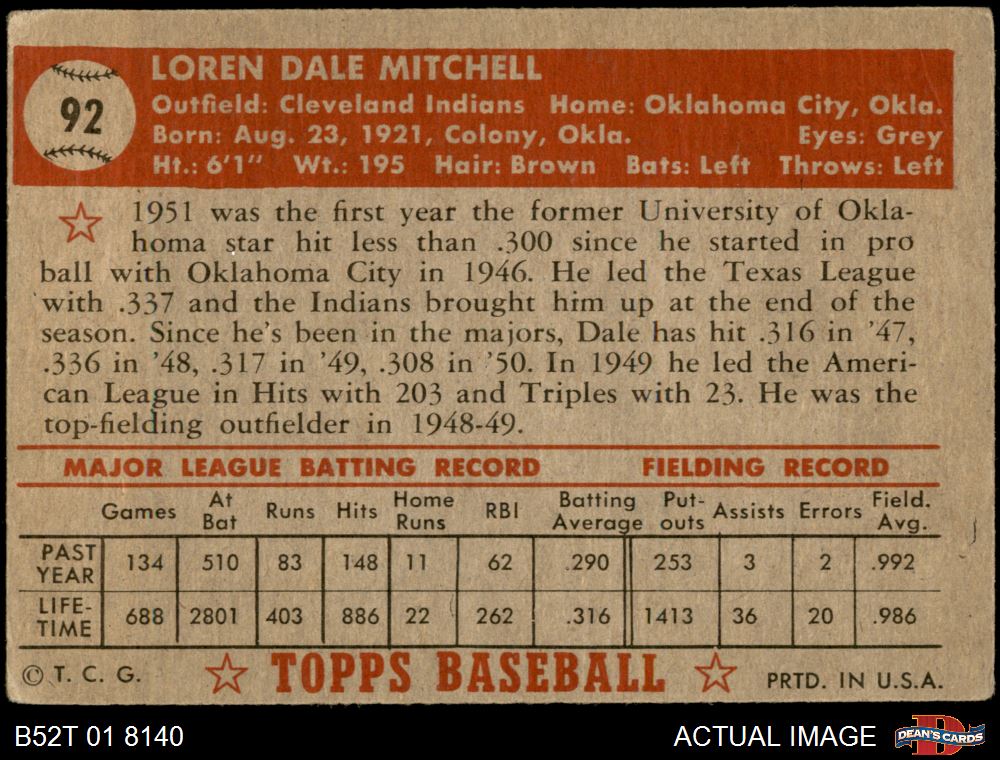 92
LOREN DALE MITCHELL
Outfield: Cleveland Indians Home: Oklahoma City, Okla.
Born: Aug. 23, 1921, Colony, Okla. Eyes: Grey
Ht.: 6'1" Wt.: 195 Hair: Brown Bats: Left Throws: Left
1951 was the first year the former University of Okla-
homa star hit less than .300 since he started in pro
ball with Oklahoma City in 1946. He led the Texas League
with .337 and the Indians brought him up at the end of the
season. Since he's been in the majors, Dale has hit .316 in '47,
.336 in '48, .317 in '49, .308 in '50. In 1949 he led the Ameri-
can League in Hits with 203 and Triples with 23. He was the
top-fielding outfielder in 1948-49.
MAJOR LEAGUE BATTING RECORD FIELDING RECORD
Games At Bat Runs Hits Home Runs RBI Batting Average Put-outs Assists Errors Field. Avg.
PAST YEAR 134 510 83 148 11 62 .290 253 3 2 .992
LIFE-TIME 688 2801 403 886 22 262 .316 1413 36 20 .986
© T. C. G. TOPPS BASEBALL PRTD. IN U.S.A.
B52T 01 8140 ACTUAL IMAGE D DEAN'S CARDS